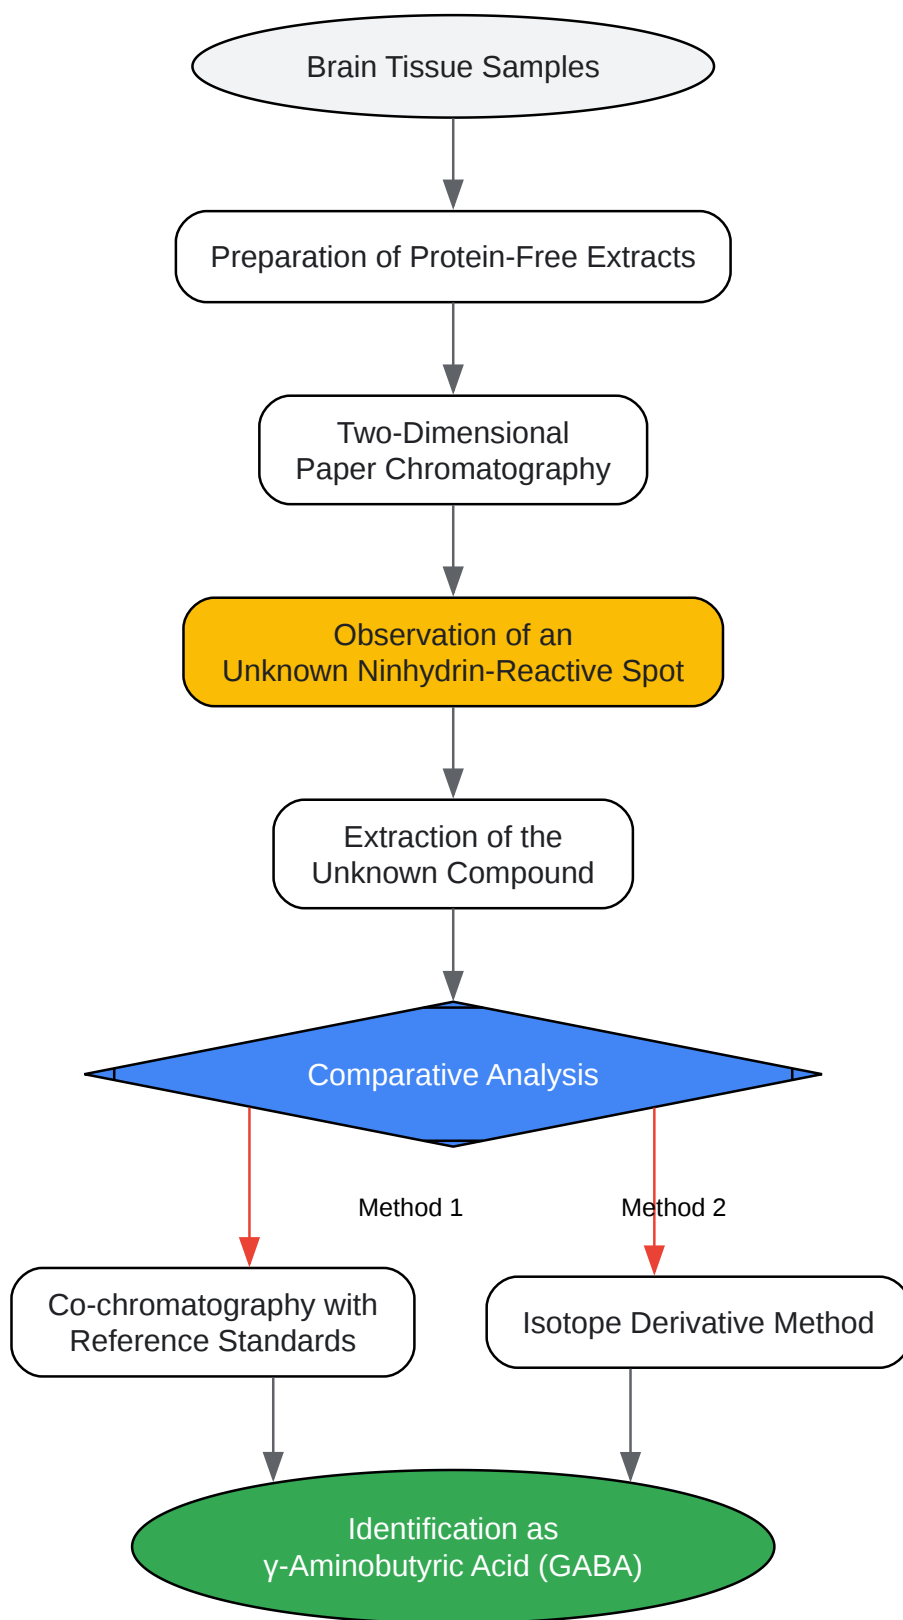 Brain Tissue Samples
Preparation of Protein-Free Extracts
Two-Dimensional
Paper Chromatography
Observation of an
Unknown Ninhydrin-Reactive Spot
Extraction of the
Unknown Compound
Comparative Analysis
Method 1
Method 2
Co-chromatography with
Reference Standards
Isotope Derivative Method
Identification as
γ-Aminobutyric Acid (GABA)